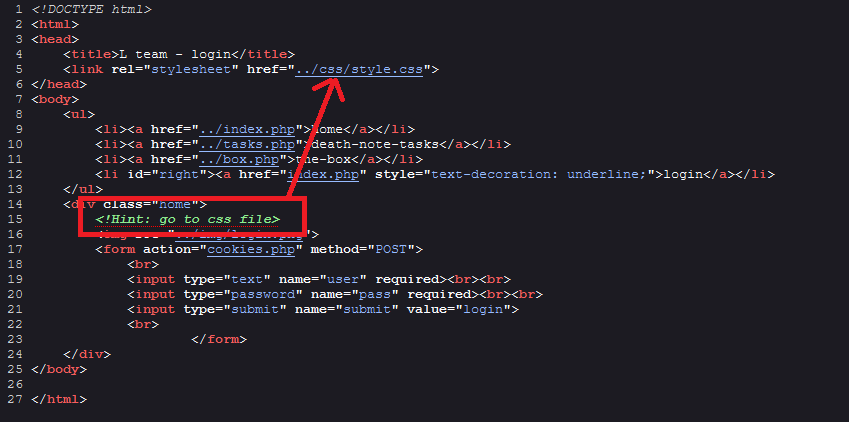 1 <!DOCTYPE html>
2 <html>
3 <head>
4 <title>L team - login</title>
5 <link rel="stylesheet" href="../css/style.css">
6 </head>
7 <body>
8 <ul>
9 <li><a href="../index.php">home</a></li>
10 <li><a href="../tasks.php">death-note-tasks</a></li>
11 <li><a href="../box.php">the-box</a></li>
12 <li id="right"><a href="index.php" style="text-decoration: underline;">login</a></li>
13 </ul>
14 <div class="home">
15 <!Hint: go to css file>
16 <img src="../img/login.png">
17 <form action="cookies.php" method="POST">
18 <br>
19 <input type="text" name="user" required><br><br>
20 <input type="password" name="pass" required><br><br>
21 <input type="submit" name="submit" value="login">
22 <br>
23 </form>
24 </div>
25 </body>
26
27 </html>